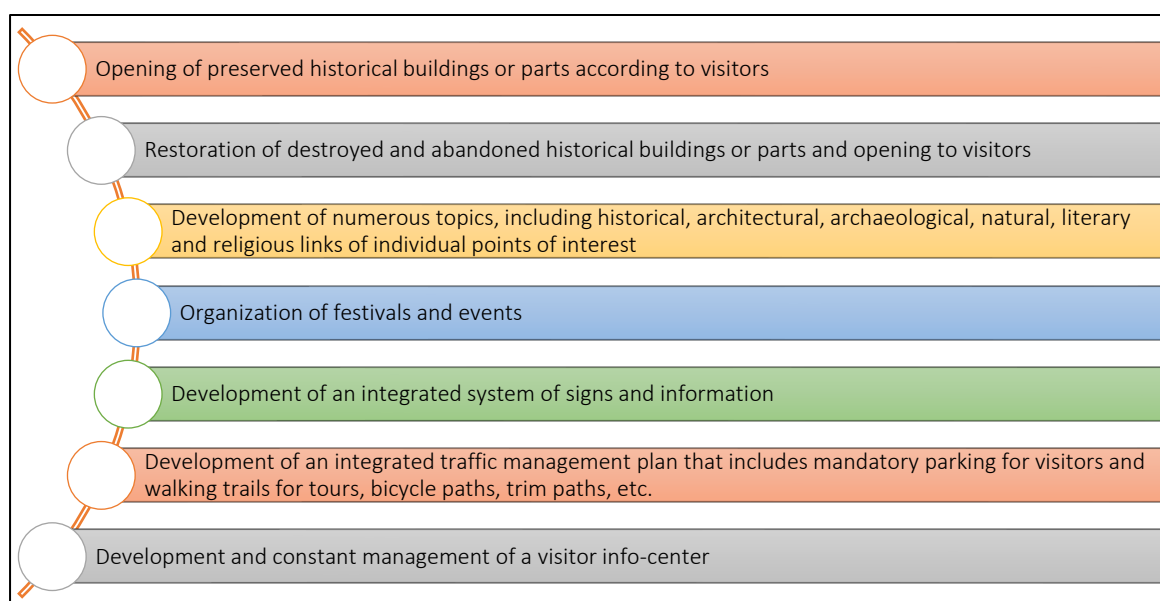 Opening of preserved historical buildings or parts according to visitors
Restoration of destroyed and abandoned historical buildings or parts and opening to visitors
Development of numerous topics, including historical, architectural, archaeological, natural, literary
and religious links of individual points of interest
Organization of festivals and events
Development of an integrated system of signs and information
Development of an integrated traffic management plan that includes mandatory parking for visitors and
walking trails for tours, bicycle paths, trim paths, etc.
Development and constant management of a visitor info-center